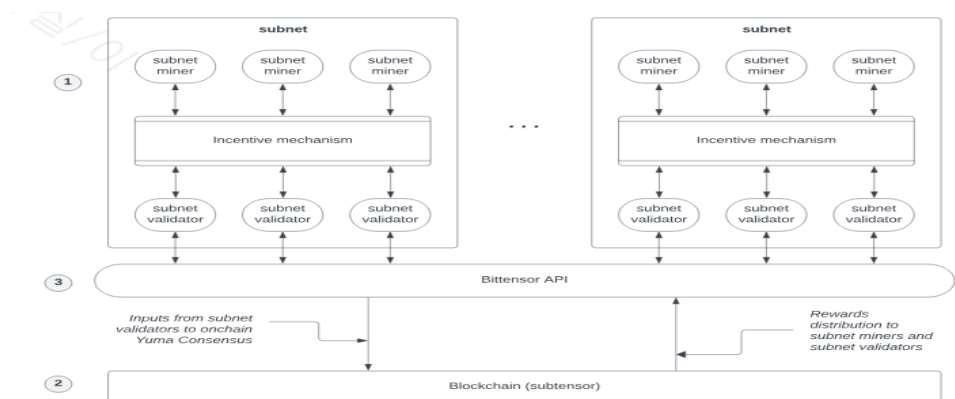 subnet
subnet
subnet miner
subnet miner
subnet miner
subnet miner
subnet miner
subnet miner
1
Incentive mechanism
...
Incentive mechanism
subnet validator
subnet validator
subnet validator
subnet validator
subnet validator
subnet validator
3
Bittensor API
Inputs from subnet
validators to onchain
Yuma Consensus
Rewards
distribution to
subnet miners and
subnet validators
2
Blockchain (subtensor)